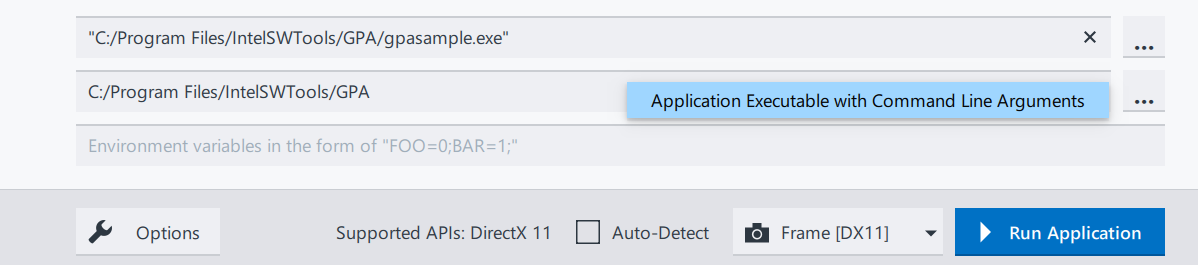 "C:/Program Files/IntelSWTools/GPA/gpasample.exe"
...
C:/Program Files/IntelSWTools/GPA
Application Executable with Command Line Arguments
...
Environment variables in the form of "FOO=0;BAR=1;"
Options Supported APIs: DirectX 11 Auto-Detect Frame [DX11] Run Application